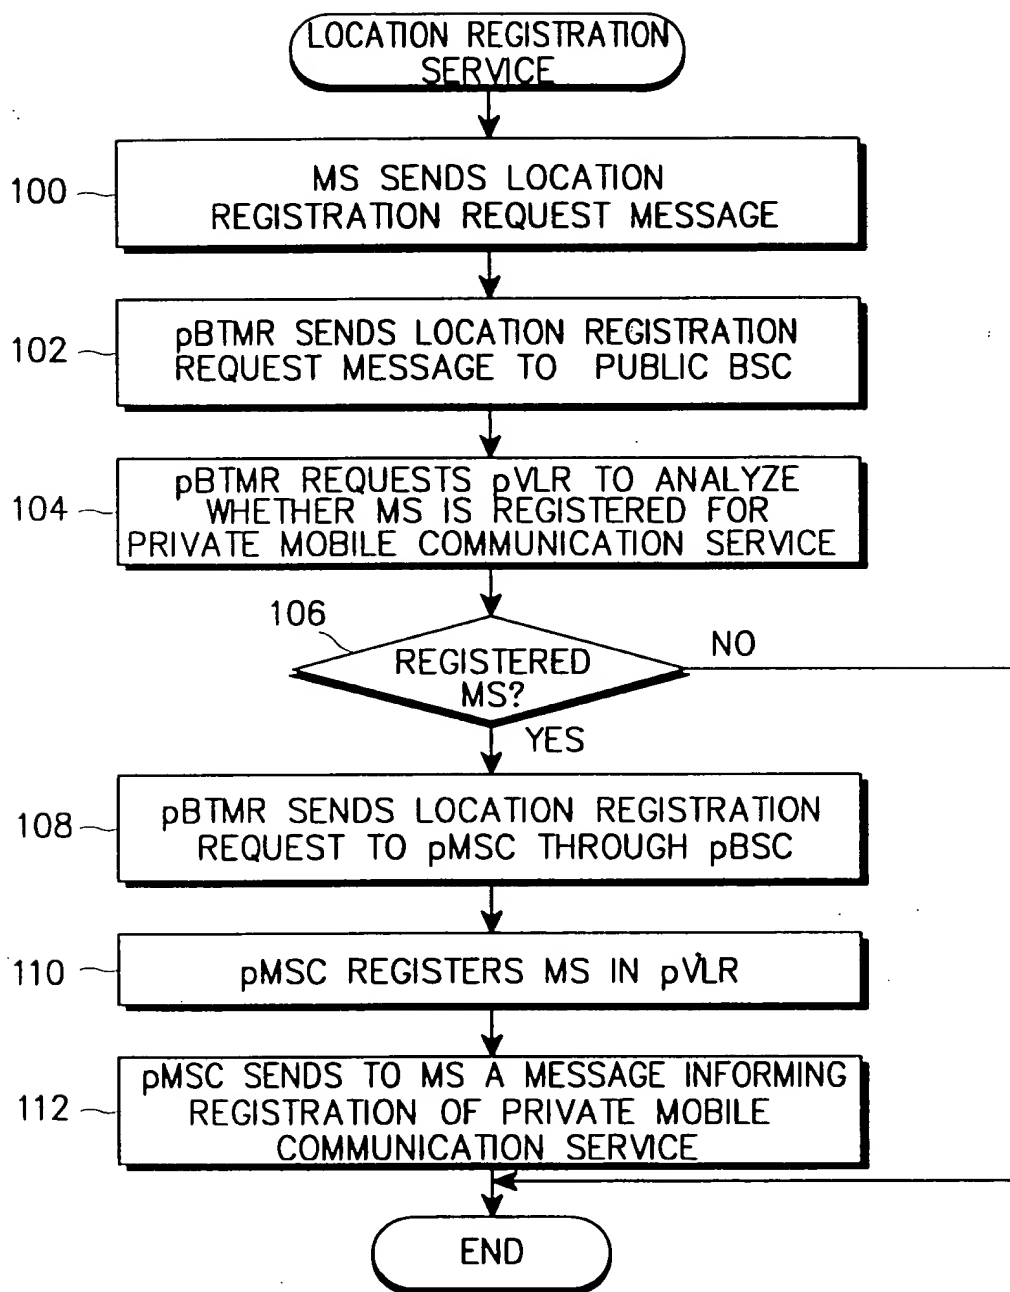 LOCATION REGISTRATION
SERVICE
100
MS SENDS LOCATION
REGISTRATION REQUEST MESSAGE
102
pBTMR SENDS LOCATION REGISTRATION
REQUEST MESSAGE TO PUBLIC BSC
104
pBTMR REQUESTS pVLR TO ANALYZE
WHETHER MS IS REGISTERED FOR
PRIVATE MOBILE COMMUNICATION SERVICE
106
REGISTERED
MS?
NO
YES
108
pBTMR SENDS LOCATION REGISTRATION
REQUEST TO pMSC THROUGH pBSC
110
pMSC REGISTERS MS IN pVLR
112
pMSC SENDS TO MS A MESSAGE INFORMING
REGISTRATION OF PRIVATE MOBILE
COMMUNICATION SERVICE
END